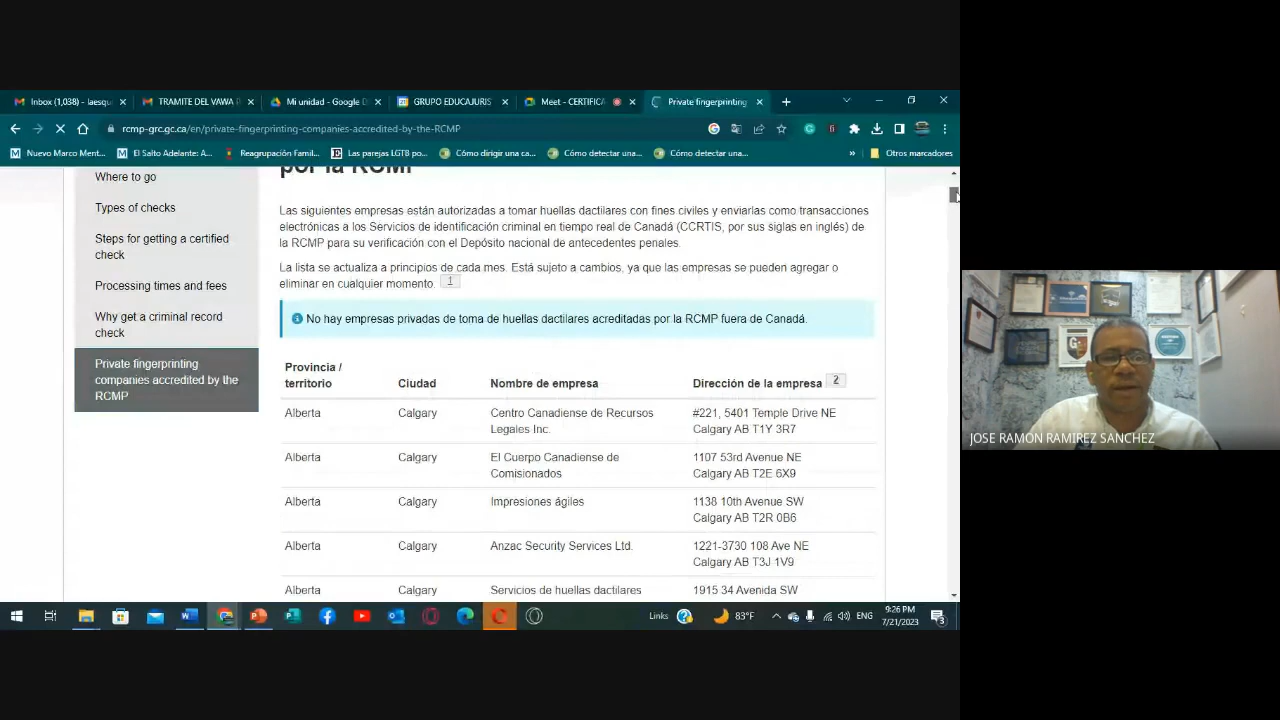 Inbox (1,038) - laesqu
TRAMITE DEL VAWA P
Mi unidad - Google D
GRUPO EDUCAJURIS
Meet - CERTIFICA
Private fingerprinting
rcmp-grc.gc.ca/en/private-fingerprinting-companies-accredited-by-the-RCMP
Nuevo Marco Ment...
El Salto Adelante: A...
Reagrupación Famil...
Las parejas LGTB po...
Cómo dirigir una ca...
Cómo detectar una...
Cómo detectar una...
»
Otros marcadores
Where to go
Types of checks
Steps for getting a certified
check
Processing times and fees
Why get a criminal record
check
Private fingerprinting
companies accredited by the
RCMP
por la RCMP
Las siguientes empresas están autorizadas a tomar huellas dactilares con fines civiles y enviarlas como transacciones
electrónicas a los Servicios de identificación criminal en tiempo real de Canadá (CCRTIS, por sus siglas en inglés) de
la RCMP para su verificación con el Depósito nacional de antecedentes penales.
La lista se actualiza a principios de cada mes. Está sujeto a cambios, ya que las empresas se pueden agregar o
eliminar en cualquier momento. 1
No hay empresas privadas de toma de huellas dactilares acreditadas por la RCMP fuera de Canadá.
Provincia /
territorio Ciudad Nombre de empresa Dirección de la empresa 2
Alberta Calgary Centro Canadiense de Recursos #221, 5401 Temple Drive NE
Legales Inc. Calgary AB T1Y 3R7
Alberta Calgary El Cuerpo Canadiense de 1107 53rd Avenue NE
Comisionados Calgary AB T2E 6X9
Alberta Calgary Impresiones ágiles 1138 10th Avenue SW
Calgary AB T2R 0B6
Alberta Calgary Anzac Security Services Ltd. 1221-3730 108 Ave NE
Calgary AB T3J 1V9
Alberta Calgary Servicios de huellas dactilares 1915 34 Avenida SW
JOSE RAMON RAMIREZ SANCHEZ
Links
83°F
ENG
9:26 PM
7/21/2023
3